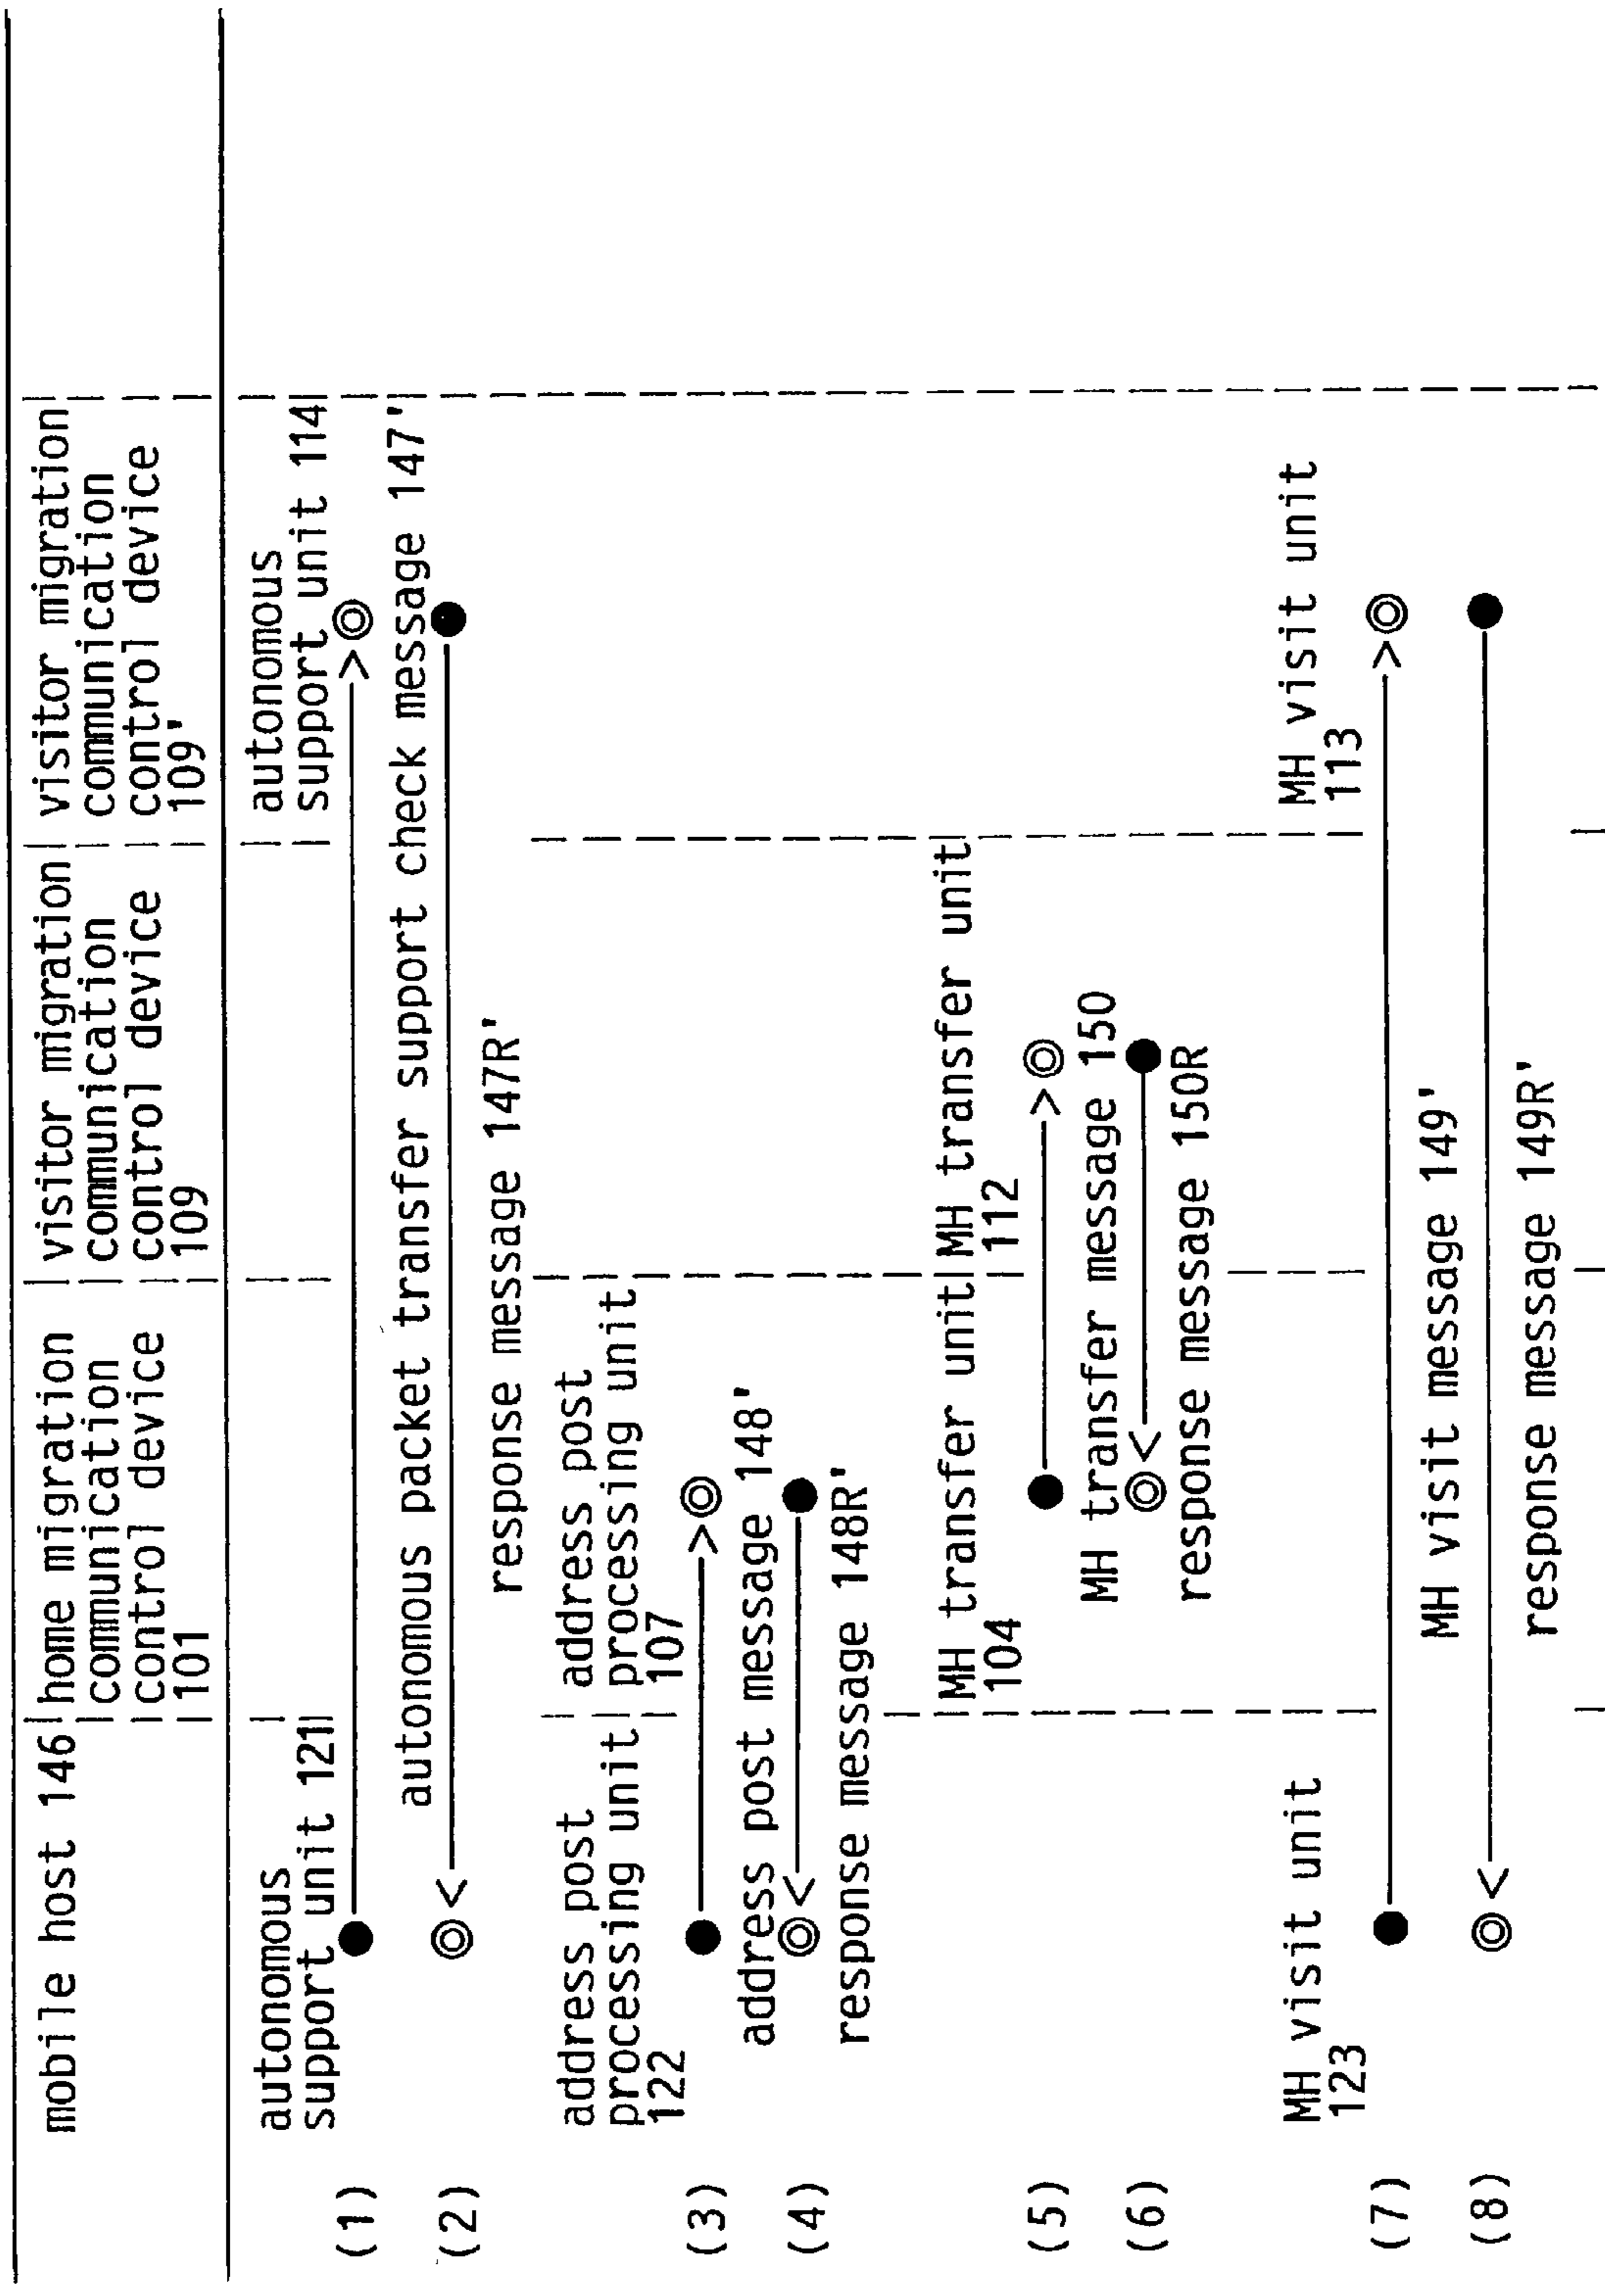 mobile host 146
home migration
communication
control device
101
visitor migration
communication
control device
109
visitor migration
communication
control device
109'
autonomous
support unit 121
autonomous
support unit 114
(1)
autonomous packet transfer support check message 147'
(2)
response message 147R'
address post
processing unit
122
address post
processing unit
107
(3)
address post message 148'
(4)
response message 148R'
MH transfer unit
104
MH transfer unit
112
(5)
MH transfer message 150
(6)
response message 150R
MH visit unit
123
MH visit unit
113
(7)
MH visit message 149'
(8)
response message 149R'